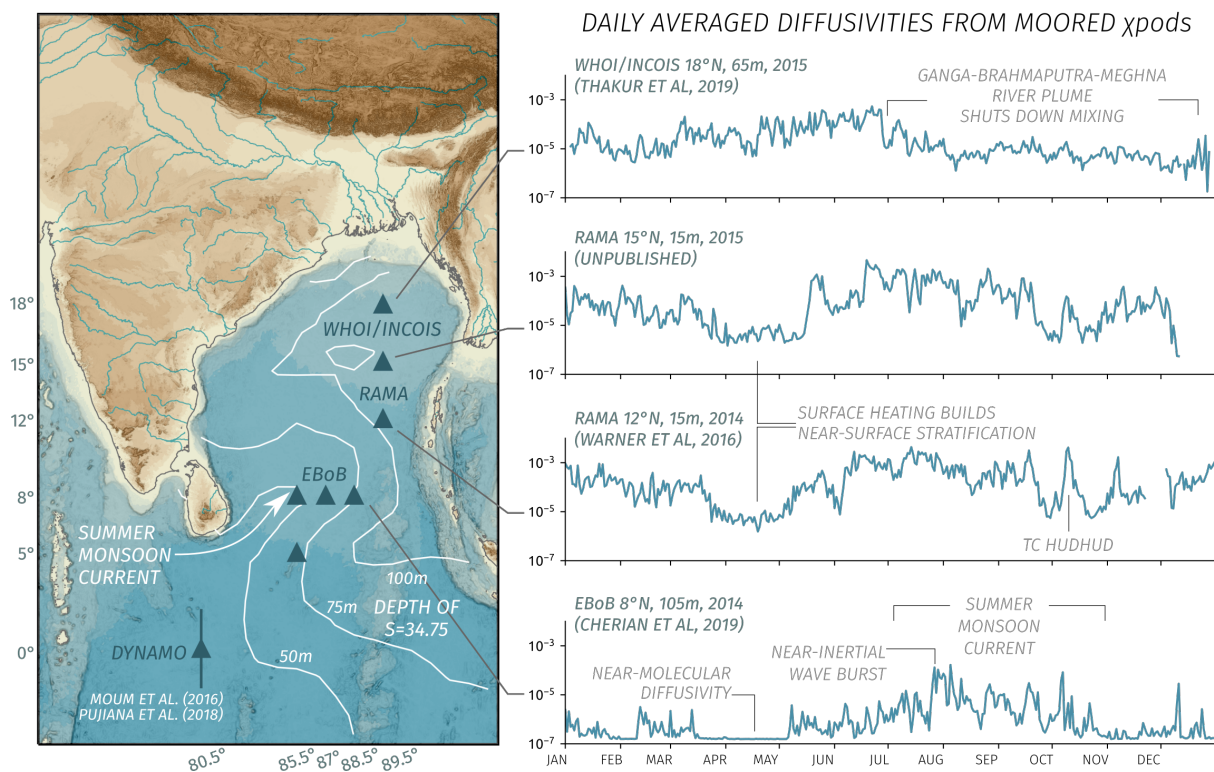 DAILY AVERAGED DIFFUSIVITIES FROM MOORED χpods
18°
15°
12°
8°
5°
0°
WHOI/INCOIS
RAMA
EBoB
SUMMER
MONSOON
CURRENT
100m
75m
DEPTH OF
S=34.75
50m
DYNAMO
MOUM ET AL. (2016)
PUJIANA ET AL. (2018)
80.5°
85.5°
87°
88.5°
89.5°
WHOI/INCOIS 18°N, 65m, 2015
(THAKUR ET AL, 2019)
GANGA-BRAHMAPUTRA-MEGHNA
RIVER PLUME
SHUTS DOWN MIXING
10⁻³
10⁻⁵
10⁻⁷
RAMA 15°N, 15m, 2015
(UNPUBLISHED)
10⁻³
10⁻⁵
10⁻⁷
SURFACE HEATING BUILDS
NEAR-SURFACE STRATIFICATION
RAMA 12°N, 15m, 2014
(WARNER ET AL, 2016)
10⁻³
10⁻⁵
10⁻⁷
TC HUDHUD
EBoB 8°N, 105m, 2014
(CHERIAN ET AL, 2019)
SUMMER
MONSOON
CURRENT
NEAR-INERTIAL
WAVE BURST
NEAR-MOLECULAR
DIFFUSIVITY
10⁻³
10⁻⁵
10⁻⁷
JAN FEB MAR APR MAY JUN JUL AUG SEP OCT NOV DEC